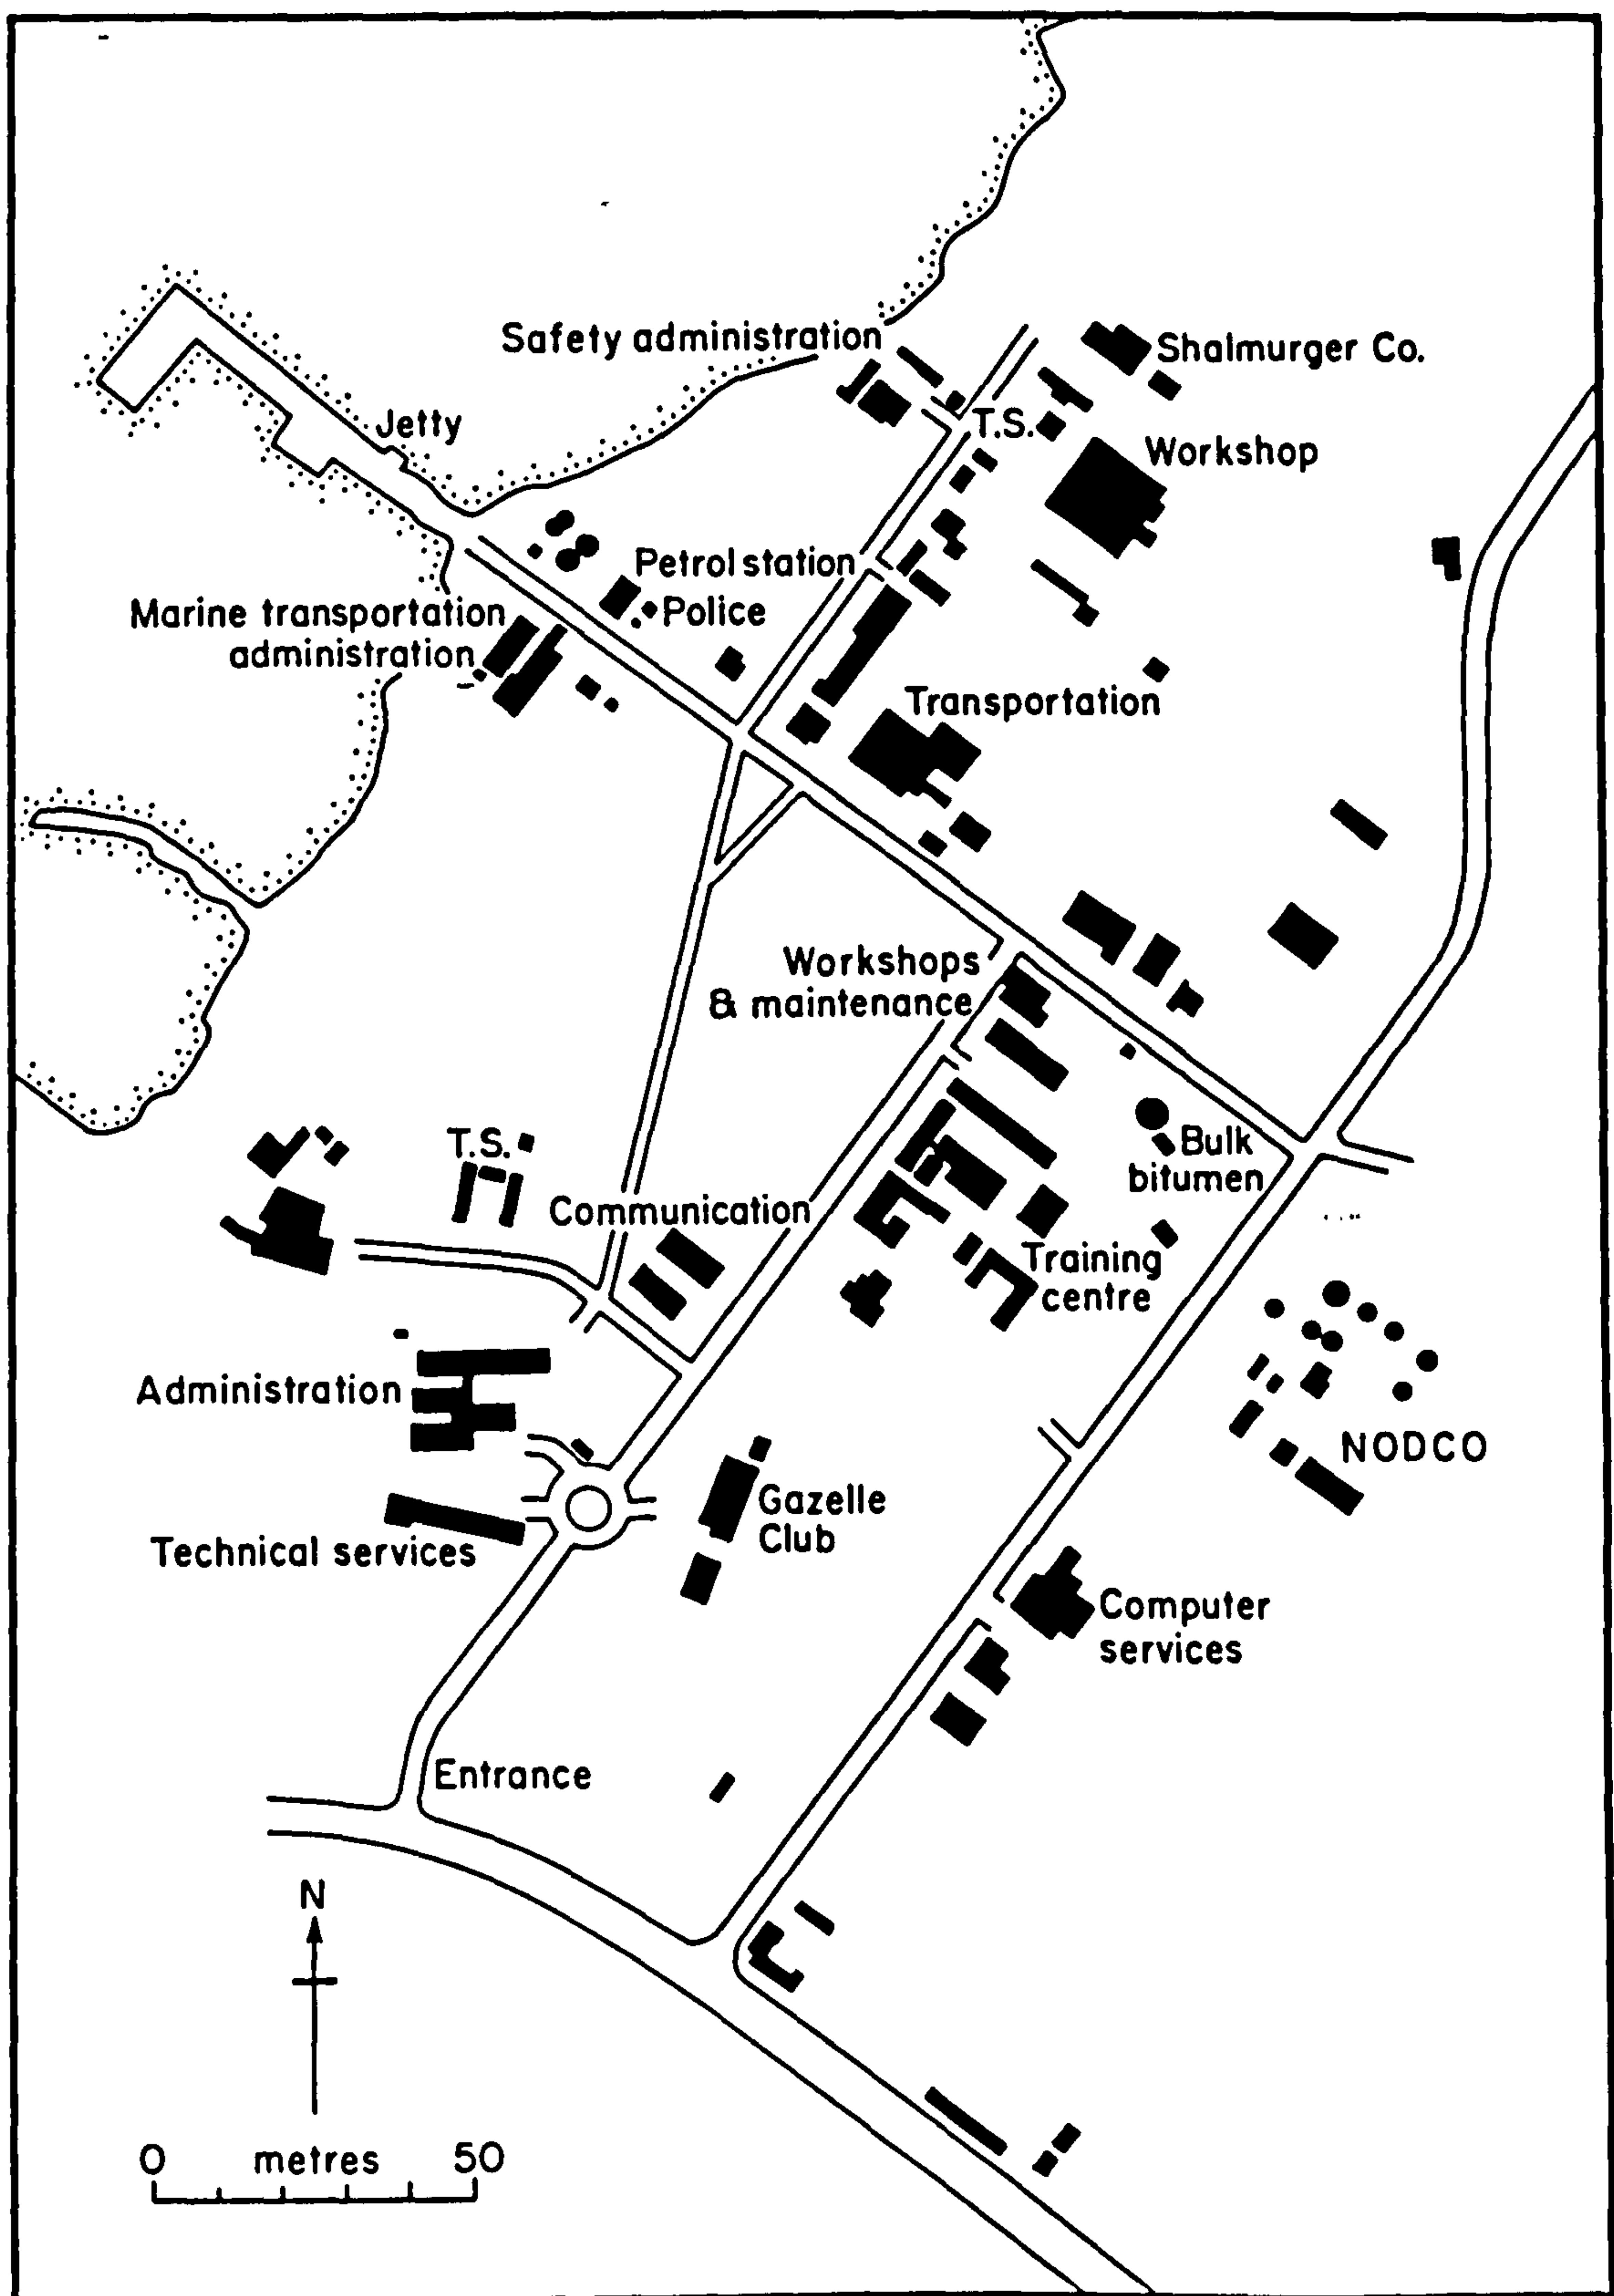 Safety administration
Shalmurger Co.
Jetty
T.S.
Workshop
Petrol station
Police
Marine transportation
administration
Transportation
Workshops
& maintenance
T.S.
Bulk
bitumen
Communication
Training
centre
Administration
NODCO
Gazelle
Club
Technical services
Computer
services
Entrance
N
0 metres 50